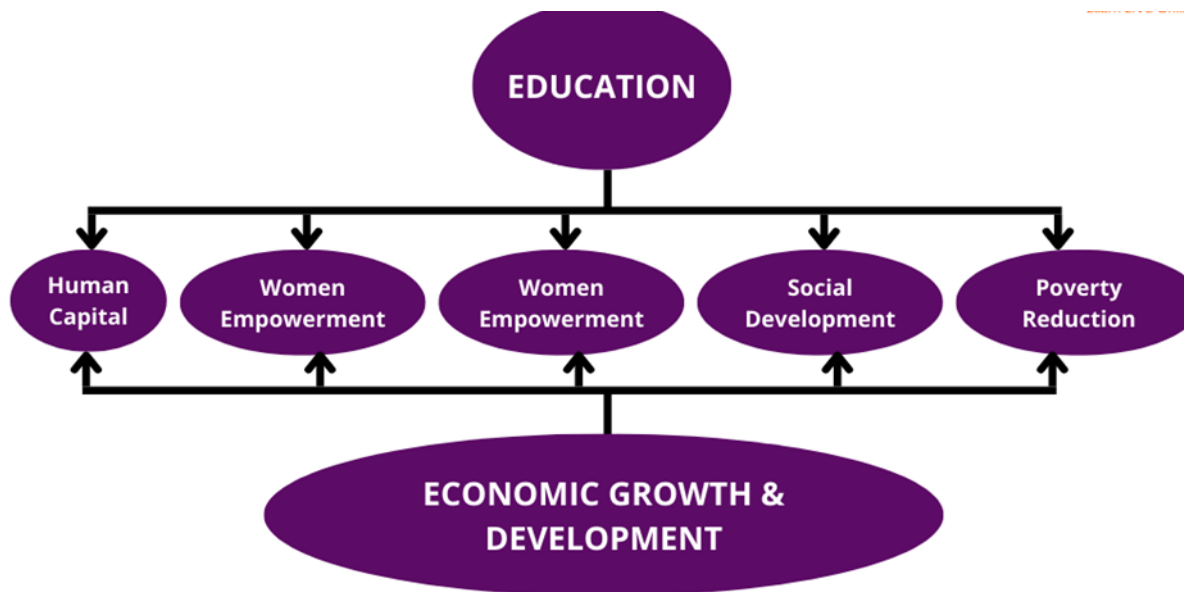 EDUCATION
Human
Capital
Women
Empowerment
Women
Empowerment
Social
Development
Poverty
Reduction
ECONOMIC GROWTH &
DEVELOPMENT